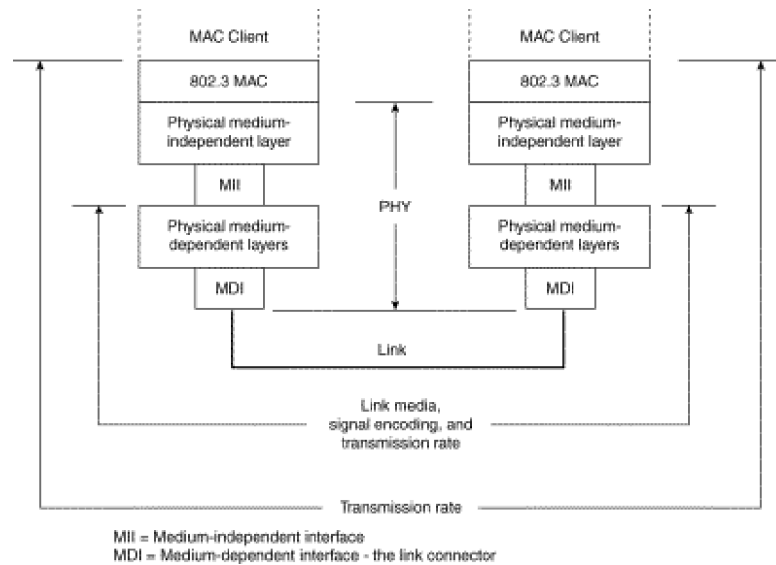 MAC Client
MAC Client
802.3 MAC
802.3 MAC
Physical medium-
independent layer
Physical medium-
independent layer
MII
MII
PHY
Physical medium-
dependent layers
Physical medium-
dependent layers
MDI
MDI
Link
Link media,
signal encoding, and
transmission rate
Transmission rate
MII = Medium-independent interface
MDI = Medium-dependent interface - the link connector